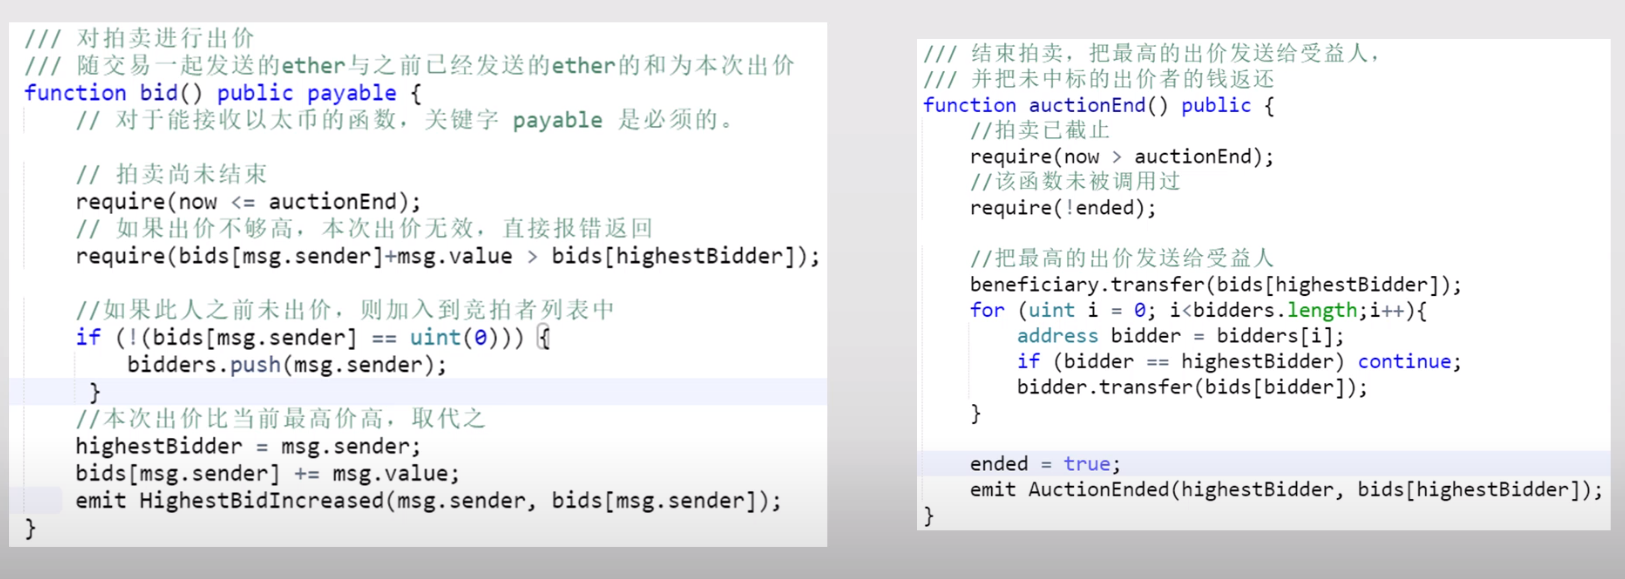 /// 对拍卖进行出价
/// 随交易一起发送的ether与之前已经发送的ether的和为本次出价
function bid() public payable {
// 对于能接收以太币的函数，关键字 payable 是必须的。
// 拍卖尚未结束
require(now <= auctionEnd);
// 如果出价不够高，本次出价无效，直接报错返回
require(bids[msg.sender]+msg.value > bids[highestBidder]);
//如果此人之前未出价，则加入到竞拍者列表中
if (!(bids[msg.sender] == uint(0))) {
bidders.push(msg.sender);
}
//本次出价比当前最高价高，取代之
highestBidder = msg.sender;
bids[msg.sender] += msg.value;
emit HighestBidIncreased(msg.sender, bids[msg.sender]);
}
/// 结束拍卖，把最高的出价发送给受益人，
/// 并把未中标的出价者的钱返还
function auctionEnd() public {
//拍卖已截止
require(now > auctionEnd);
//该函数未被调用过
require(!ended);
//把最高的出价发送给受益人
beneficiary.transfer(bids[highestBidder]);
for (uint i = 0; i<bidders.length;i++){
address bidder = bidders[i];
if (bidder == highestBidder) continue;
bidder.transfer(bids[bidder]);
}
ended = true;
emit AuctionEnded(highestBidder, bids[highestBidder]);
}